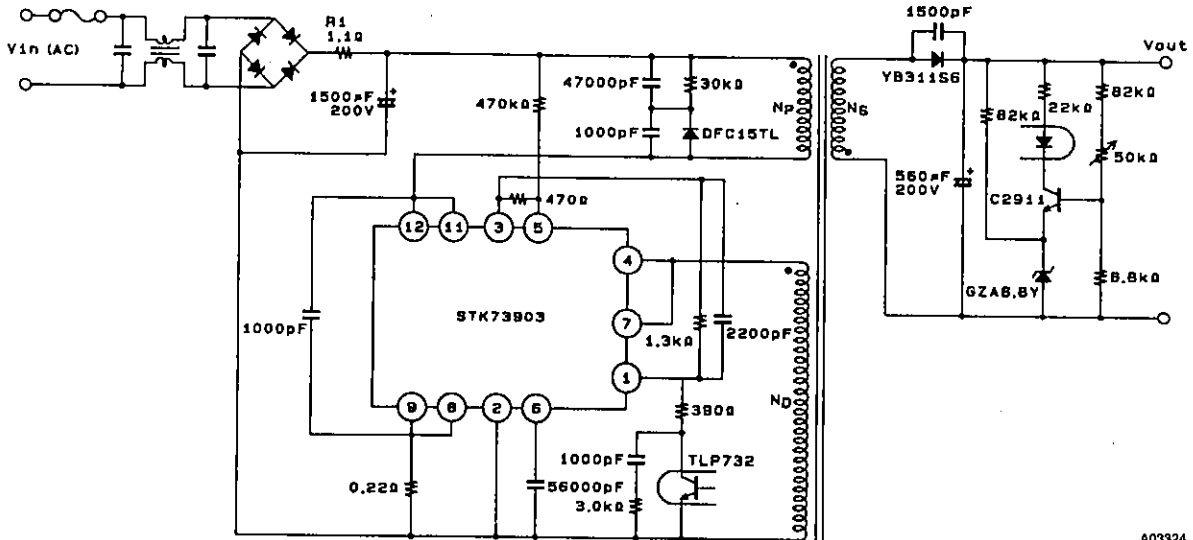 Vin (AC)
R1
1.1Ω
1500μF
200V
470kΩ
47000pF
30kΩ
1000pF
DFC15TL
NP
NS
1500pF
YB311S6
Vout
82kΩ
22kΩ
82kΩ
50kΩ
560μF
200V
C2911
GZA6.8Y
6.8kΩ
470Ω
12
11
3
5
4
7
1
STK73903
1000pF
1.3kΩ
2200pF
9
8
2
6
390Ω
ND
0.22Ω
56000pF
1000pF
3.0kΩ
TLP732
A03324